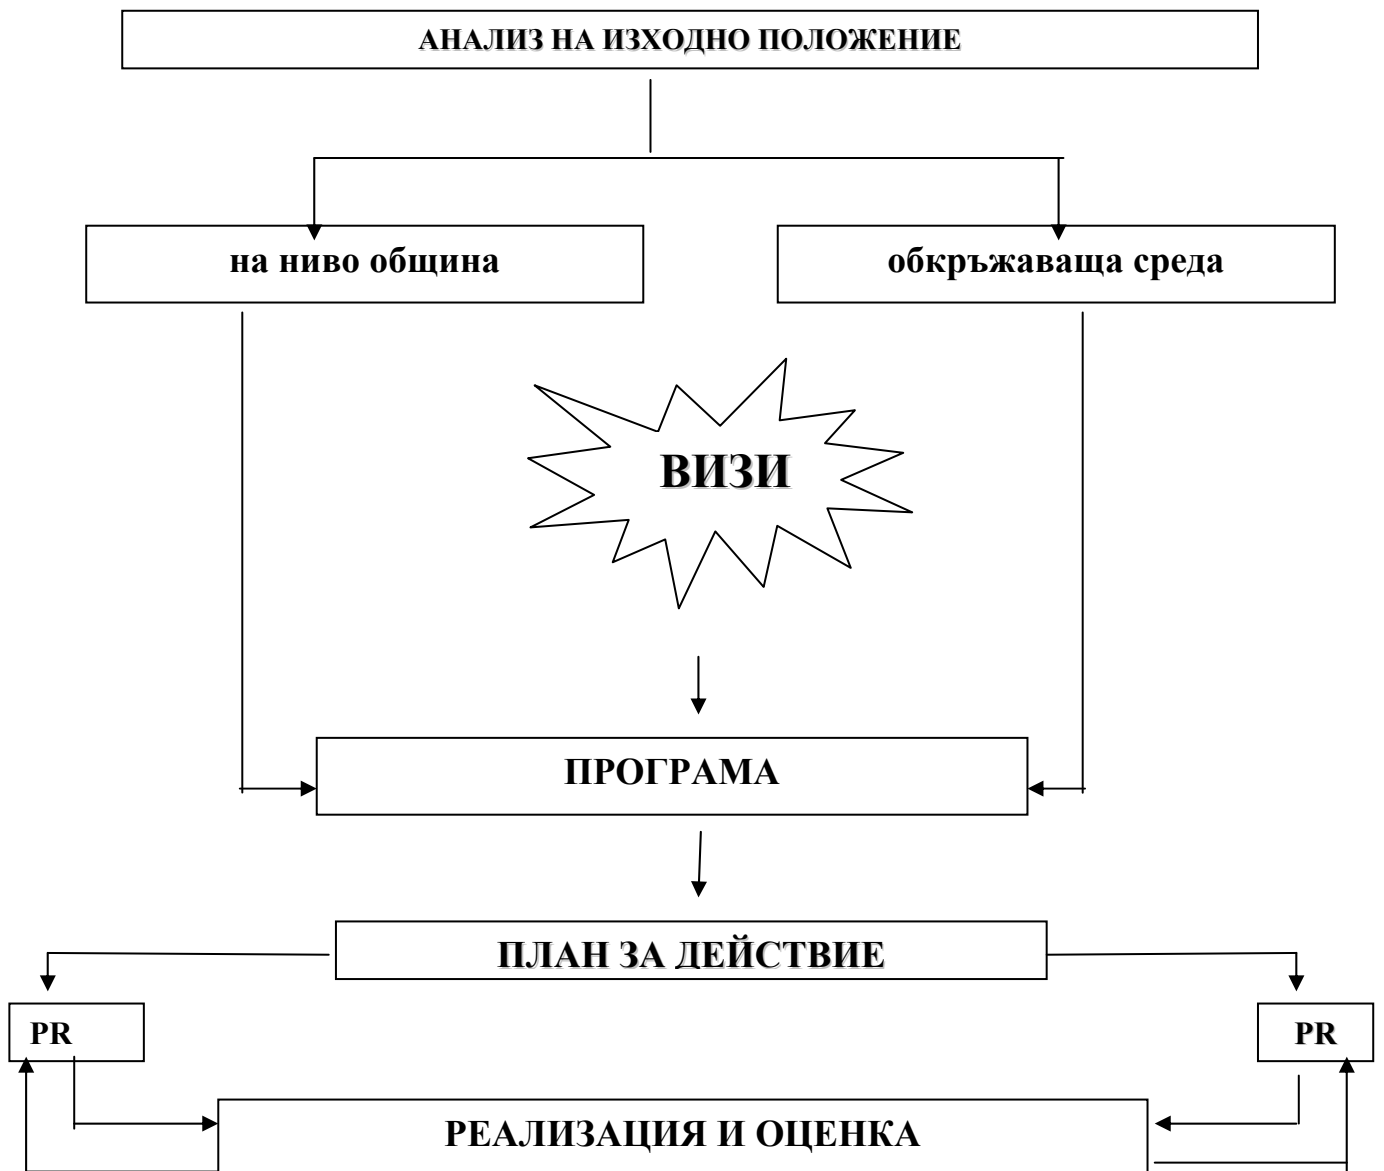 АНАЛИЗ НА ИЗХОДНО ПОЛОЖЕНИЕ
на ниво община
обкръжаваща среда
ВИЗИ
ПРОГРАМА
ПЛАН ЗА ДЕЙСТВИЕ
PR
PR
РЕАЛИЗАЦИЯ И ОЦЕНКА